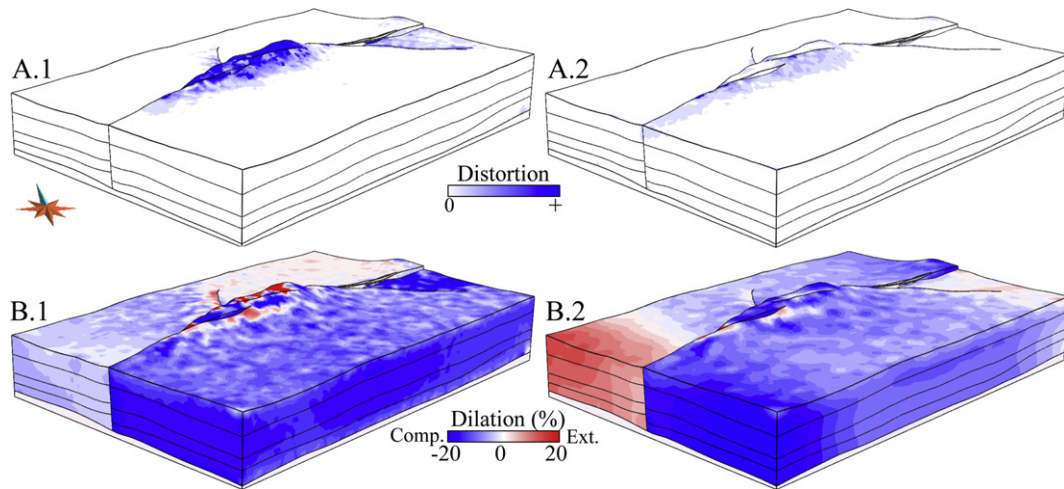 A.1
A.2
Distortion
0 +
B.1
B.2
Dilation (%)
Comp. Ext.
-20 0 20